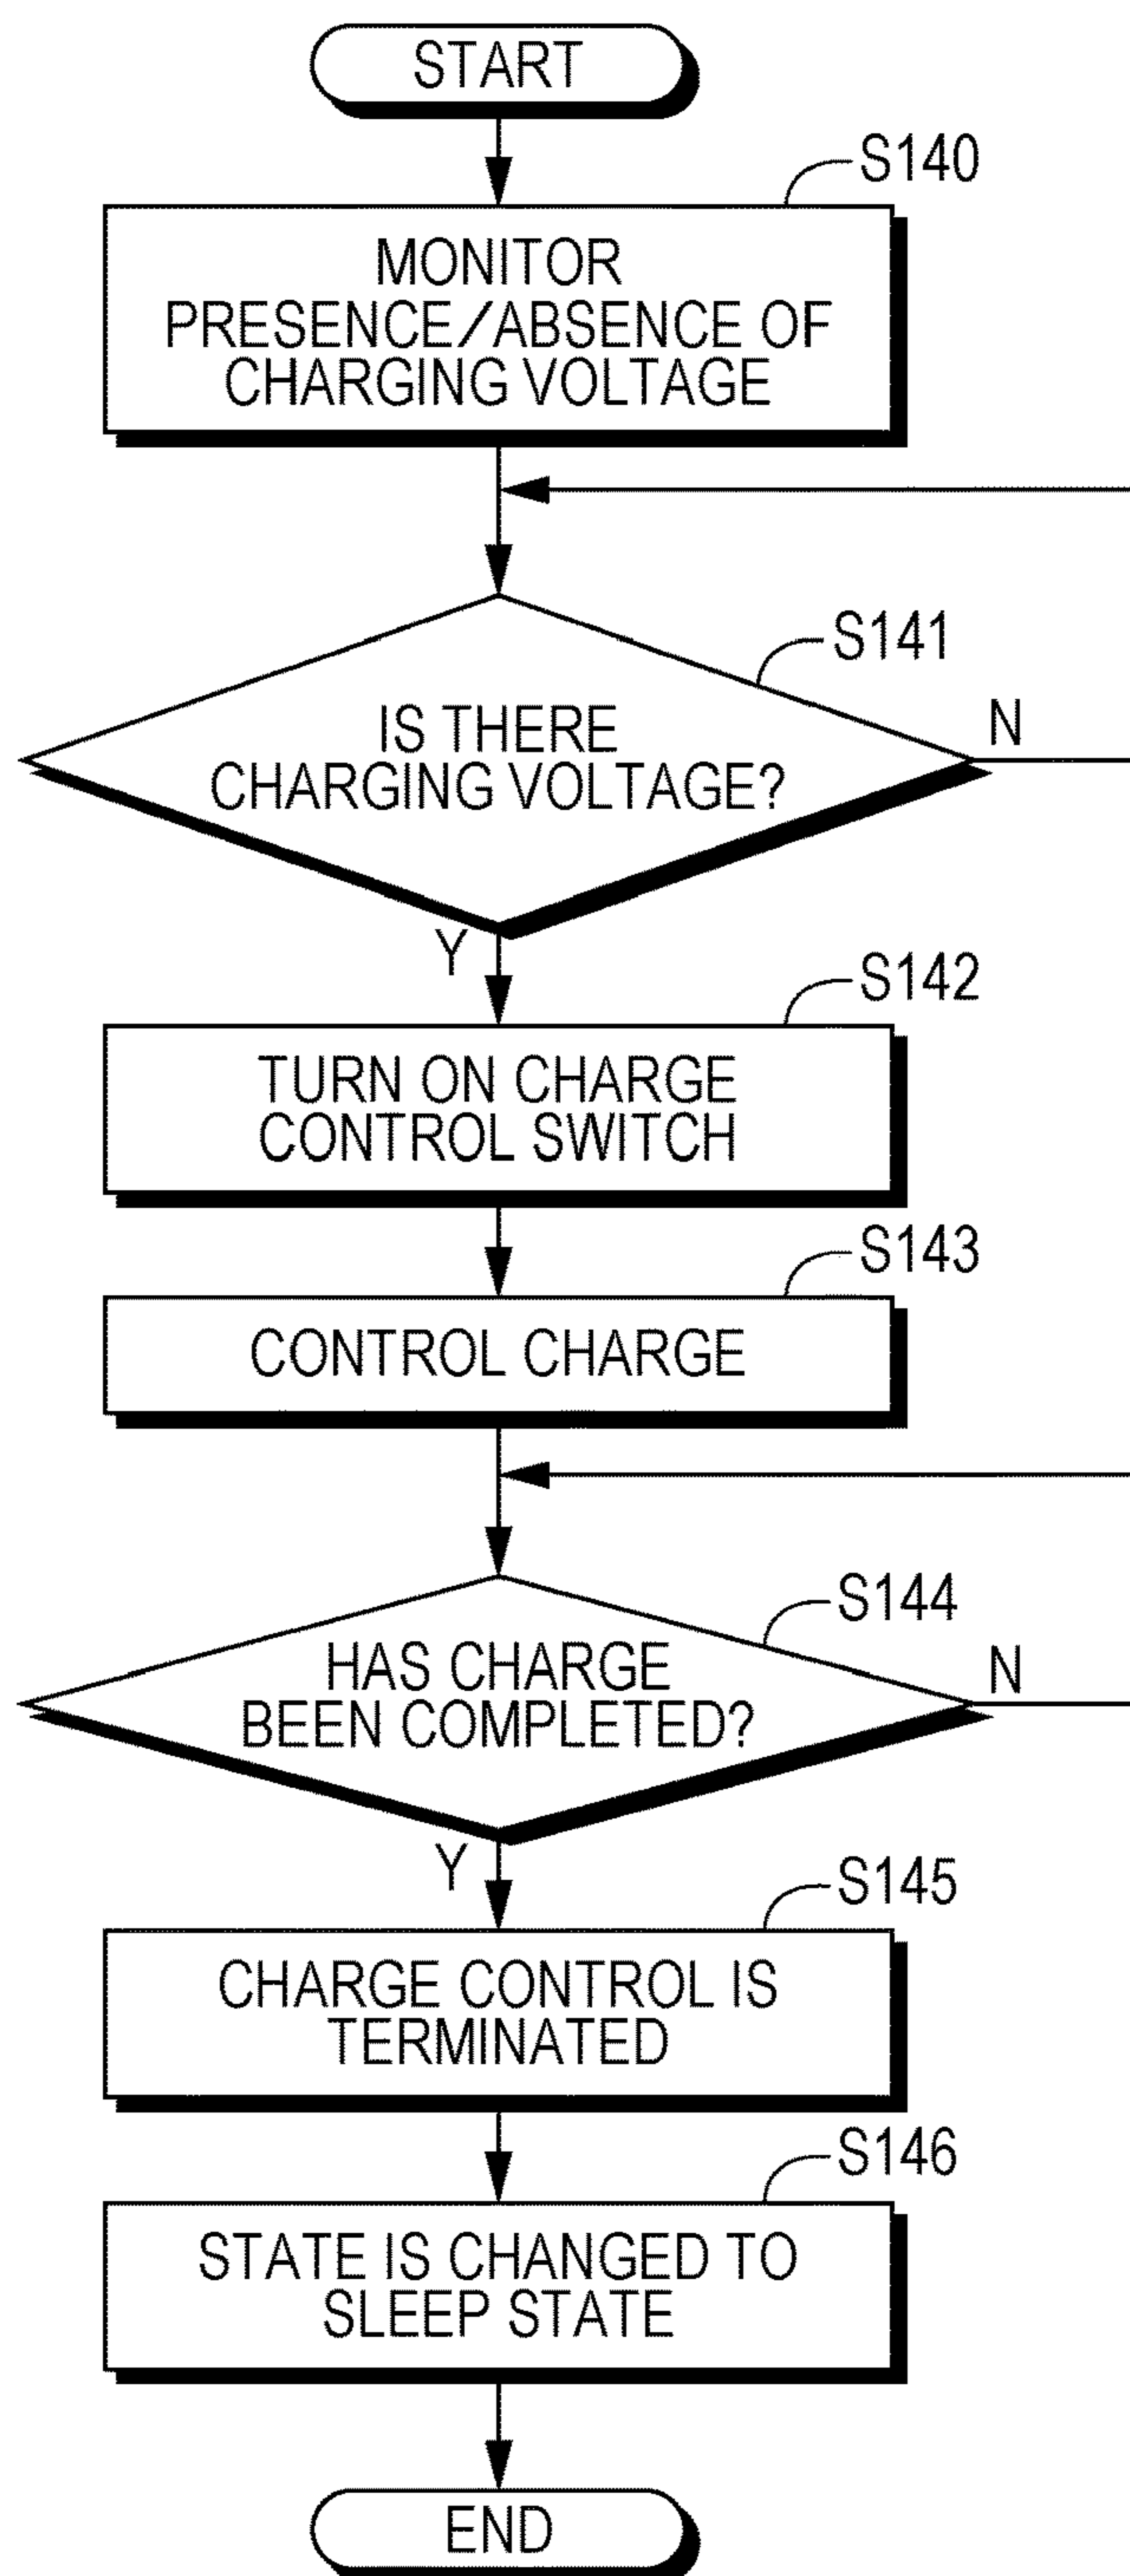 START
S140
MONITOR
PRESENCE/ABSENCE OF
CHARGING VOLTAGE
S141
IS THERE
CHARGING VOLTAGE?
N
Y
S142
TURN ON CHARGE
CONTROL SWITCH
S143
CONTROL CHARGE
S144
HAS CHARGE
BEEN COMPLETED?
N
Y
S145
CHARGE CONTROL IS
TERMINATED
S146
STATE IS CHANGED TO
SLEEP STATE
END